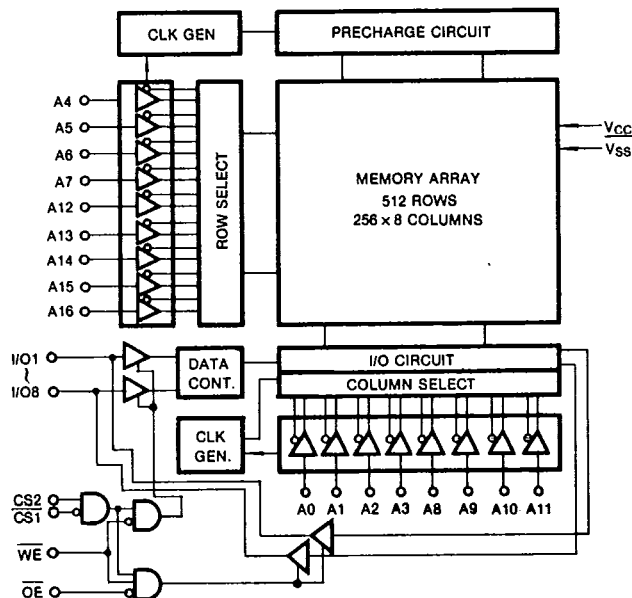 CLK GEN
PRECHARGE CIRCUIT
A4
A5
A6
A7
A12
A13
A14
A15
A16
ROW SELECT
MEMORY ARRAY
512 ROWS
256 × 8 COLUMNS
VCC
VSS
I/O1
~
I/O8
DATA
CONT.
I/O CIRCUIT
COLUMN SELECT
CLK
GEN.
A0 A1 A2 A3 A8 A9 A10 A11
CS2
CS1
WE
OE